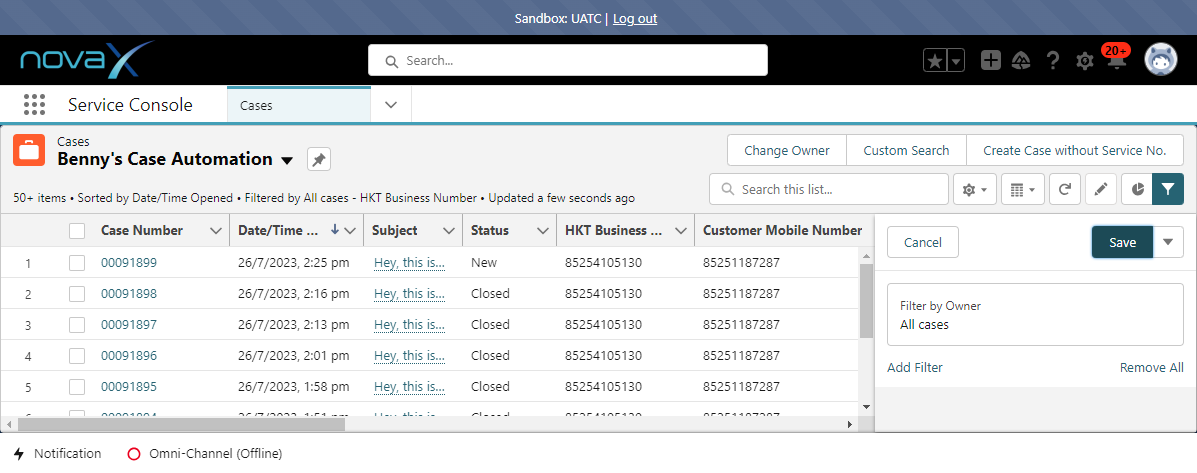 Sandbox: UATC | Log out
novaX
Search...
20+
Service Console
Cases
Cases
Benny's Case Automation
Change Owner
Custom Search
Create Case without Service No.
50+ items • Sorted by Date/Time Opened • Filtered by All cases - HKT Business Number • Updated a few seconds ago
Search this list...
Case Number Date/Time ... Subject Status HKT Business ... Customer Mobile Number
1 00091899 26/7/2023, 2:25 pm Hey, this is... New 85254105130 85251187287
2 00091898 26/7/2023, 2:16 pm Hey, this is... Closed 85254105130 85251187287
3 00091897 26/7/2023, 2:13 pm Hey, this is... Closed 85254105130 85251187287
4 00091896 26/7/2023, 2:01 pm Hey, this is... Closed 85254105130 85251187287
5 00091895 26/7/2023, 1:58 pm Hey, this is... Closed 85254105130 85251187287
Cancel
Save
Filter by Owner
All cases
Add Filter
Remove All
Notification
Omni-Channel (Offline)